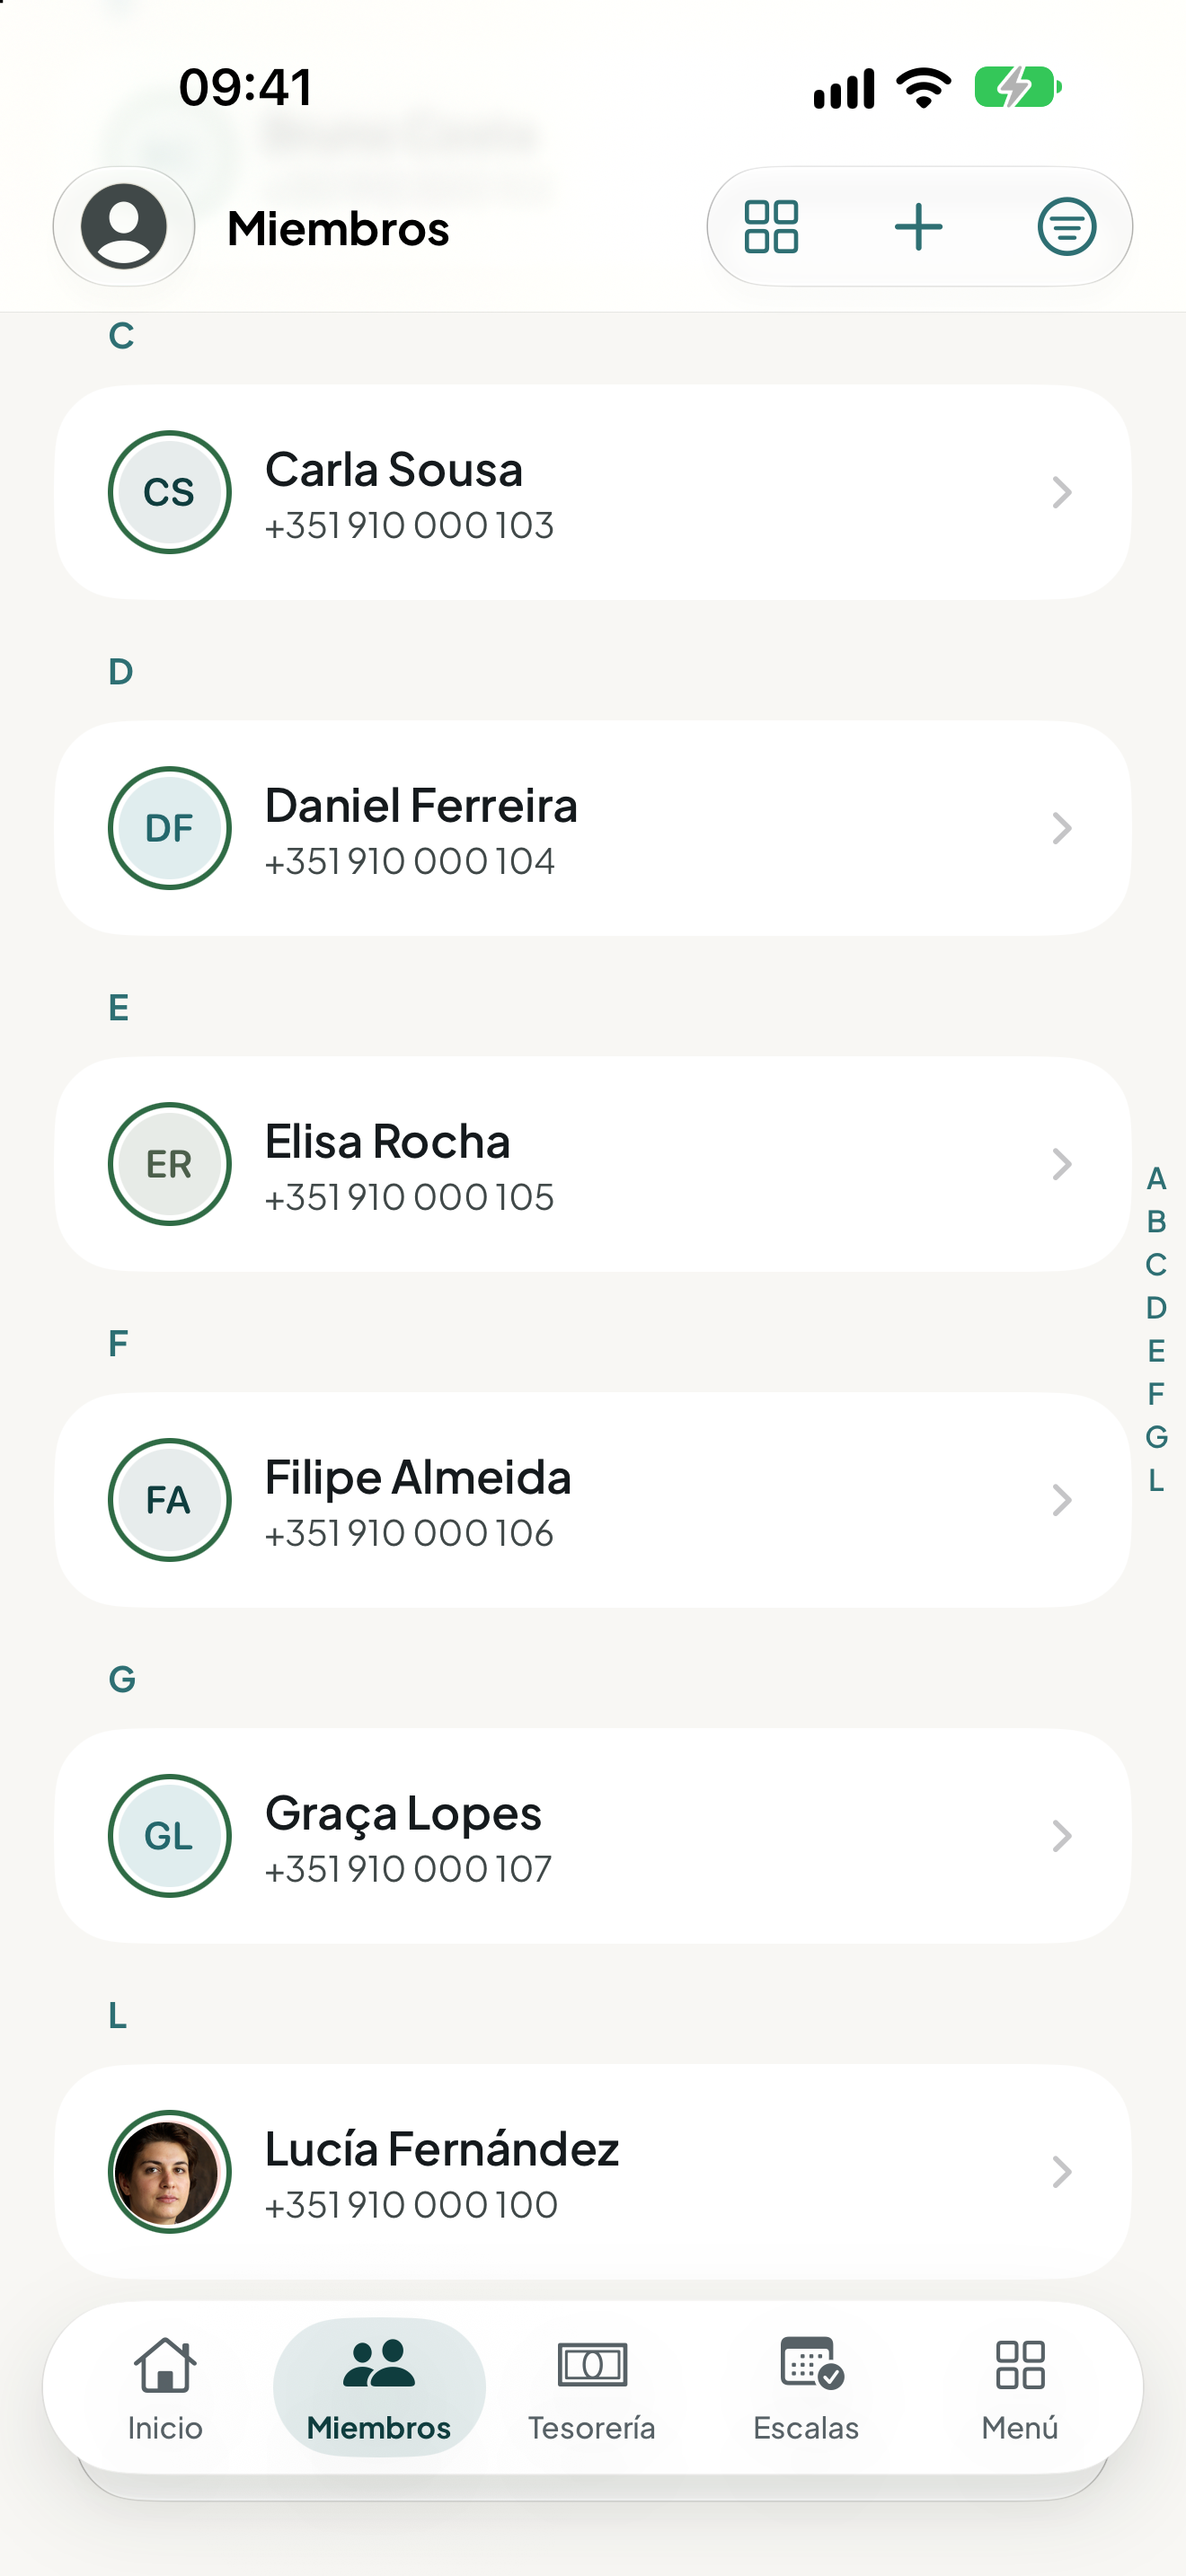 09:41
Miembros
C
CS
Carla Sousa
+351 910 000 103
D
DF
Daniel Ferreira
+351 910 000 104
E
ER
Elisa Rocha
+351 910 000 105
F
FA
Filipe Almeida
+351 910 000 106
G
GL
Graça Lopes
+351 910 000 107
L
Lucía Fernández
+351 910 000 100
A
B
C
D
E
F
G
L
Inicio
Miembros
Tesorería
Escalas
Menú